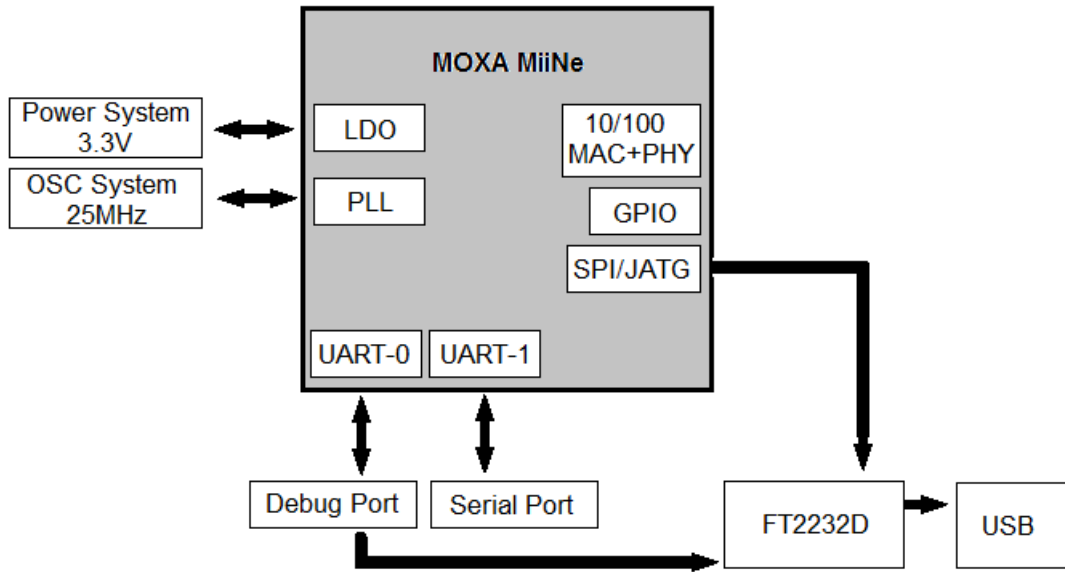 MOXA MiiNe
Power System
3.3V
LDO
10/100
MAC+PHY
OSC System
25MHz
PLL
GPIO
SPI/JATG
UART-0
UART-1
Debug Port
Serial Port
FT2232D
USB